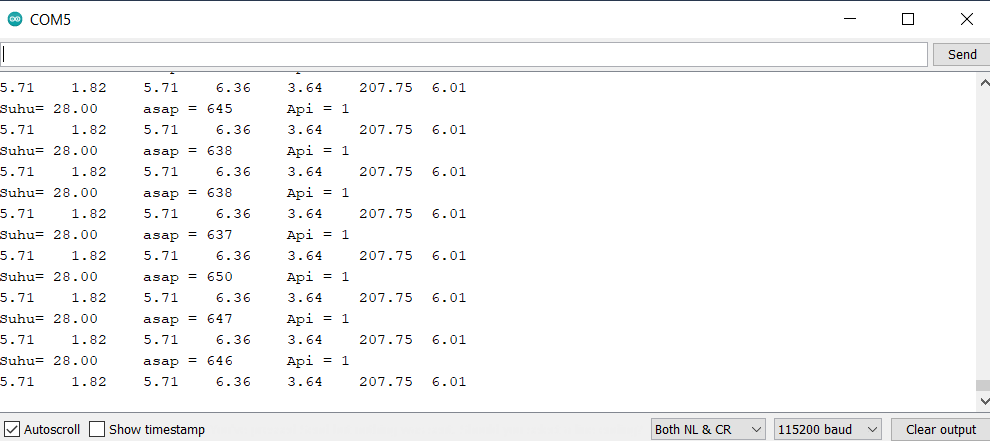 COM5
Send
5.71 1.82 5.71 6.36 3.64 207.75 6.01
Suhu= 28.00 asap = 645 Api = 1
5.71 1.82 5.71 6.36 3.64 207.75 6.01
Suhu= 28.00 asap = 638 Api = 1
5.71 1.82 5.71 6.36 3.64 207.75 6.01
Suhu= 28.00 asap = 638 Api = 1
5.71 1.82 5.71 6.36 3.64 207.75 6.01
Suhu= 28.00 asap = 637 Api = 1
5.71 1.82 5.71 6.36 3.64 207.75 6.01
Suhu= 28.00 asap = 650 Api = 1
5.71 1.82 5.71 6.36 3.64 207.75 6.01
Suhu= 28.00 asap = 647 Api = 1
5.71 1.82 5.71 6.36 3.64 207.75 6.01
Suhu= 28.00 asap = 646 Api = 1
5.71 1.82 5.71 6.36 3.64 207.75 6.01
Autoscroll Show timestamp Both NL & CR 115200 baud Clear output